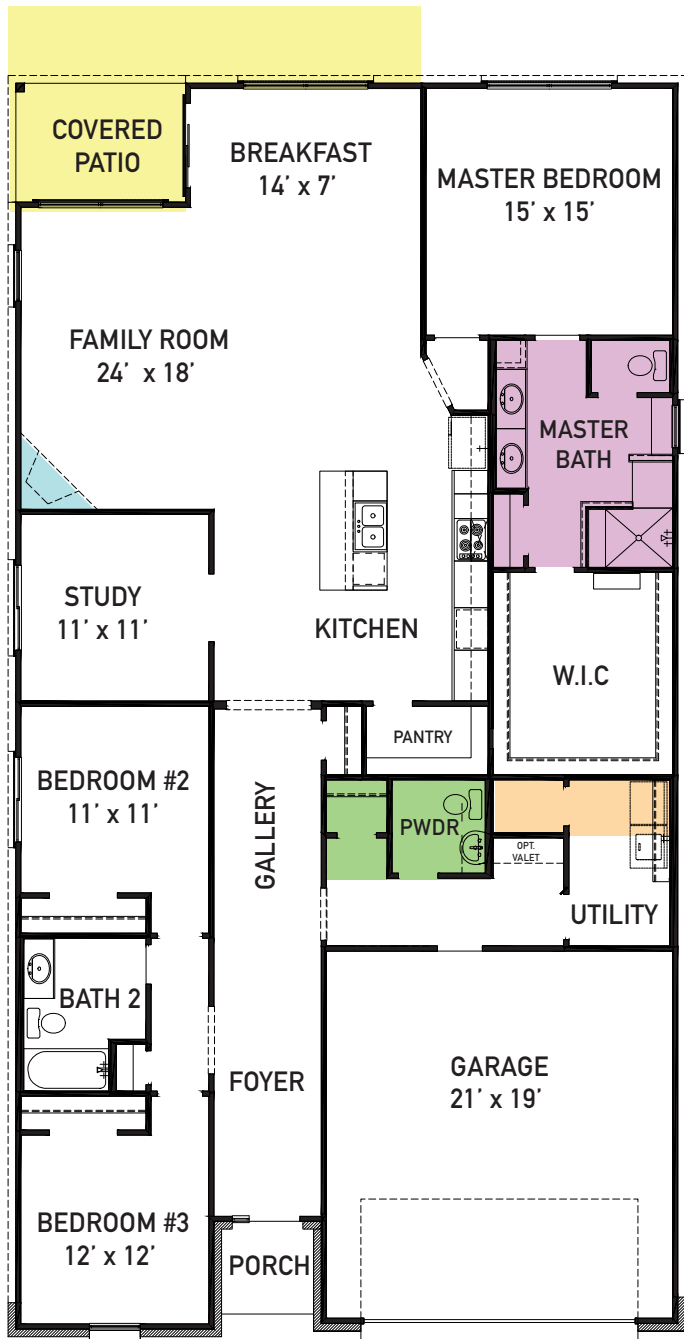 COVERED
PATIO
BREAKFAST
14’ x 7’
MASTER BEDROOM
15’ x 15’
FAMILY ROOM
24’ x 18’
MASTER
BATH
STUDY
11’ x 11’
KITCHEN
W.I.C
PANTRY
BEDROOM #2
11’ x 11’
GALLERY
PWDR
OPT.
VALET
UTILITY
BATH 2
FOYER
GARAGE
21’ x 19’
BEDROOM #3
12’ x 12’
PORCH